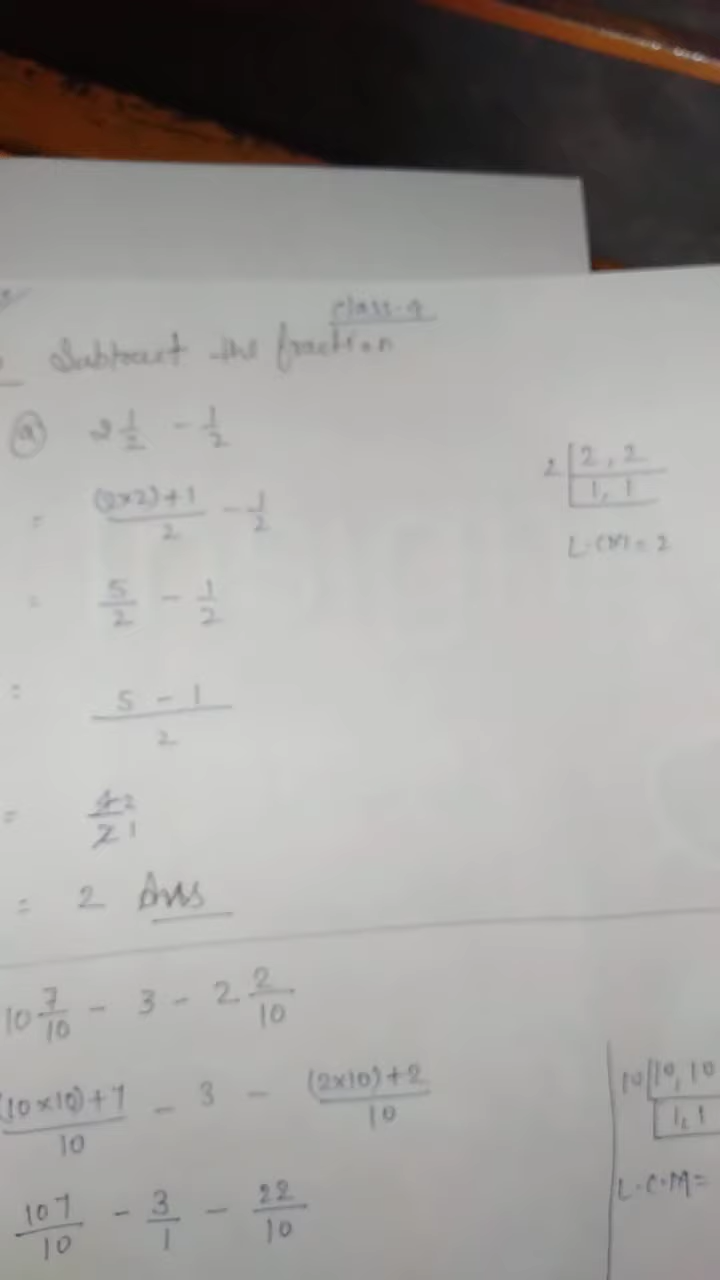 class-4
Subtract the fraction
(a) 2 1/2 - 1/2
= (2×2)+1/2 - 1/2
2 | 2, 2
1, 1
L.CM = 2
= 5/2 - 1/2
= 5 - 1/2
= 4 2/2 1
= 2 Ans
10 7/10 - 3 - 2 2/10
(10×10)+7/10 - 3 - (2×10)+2/10
10 | 10, 10
1, 1
L.C.M =
107/10 - 3/1 - 22/10